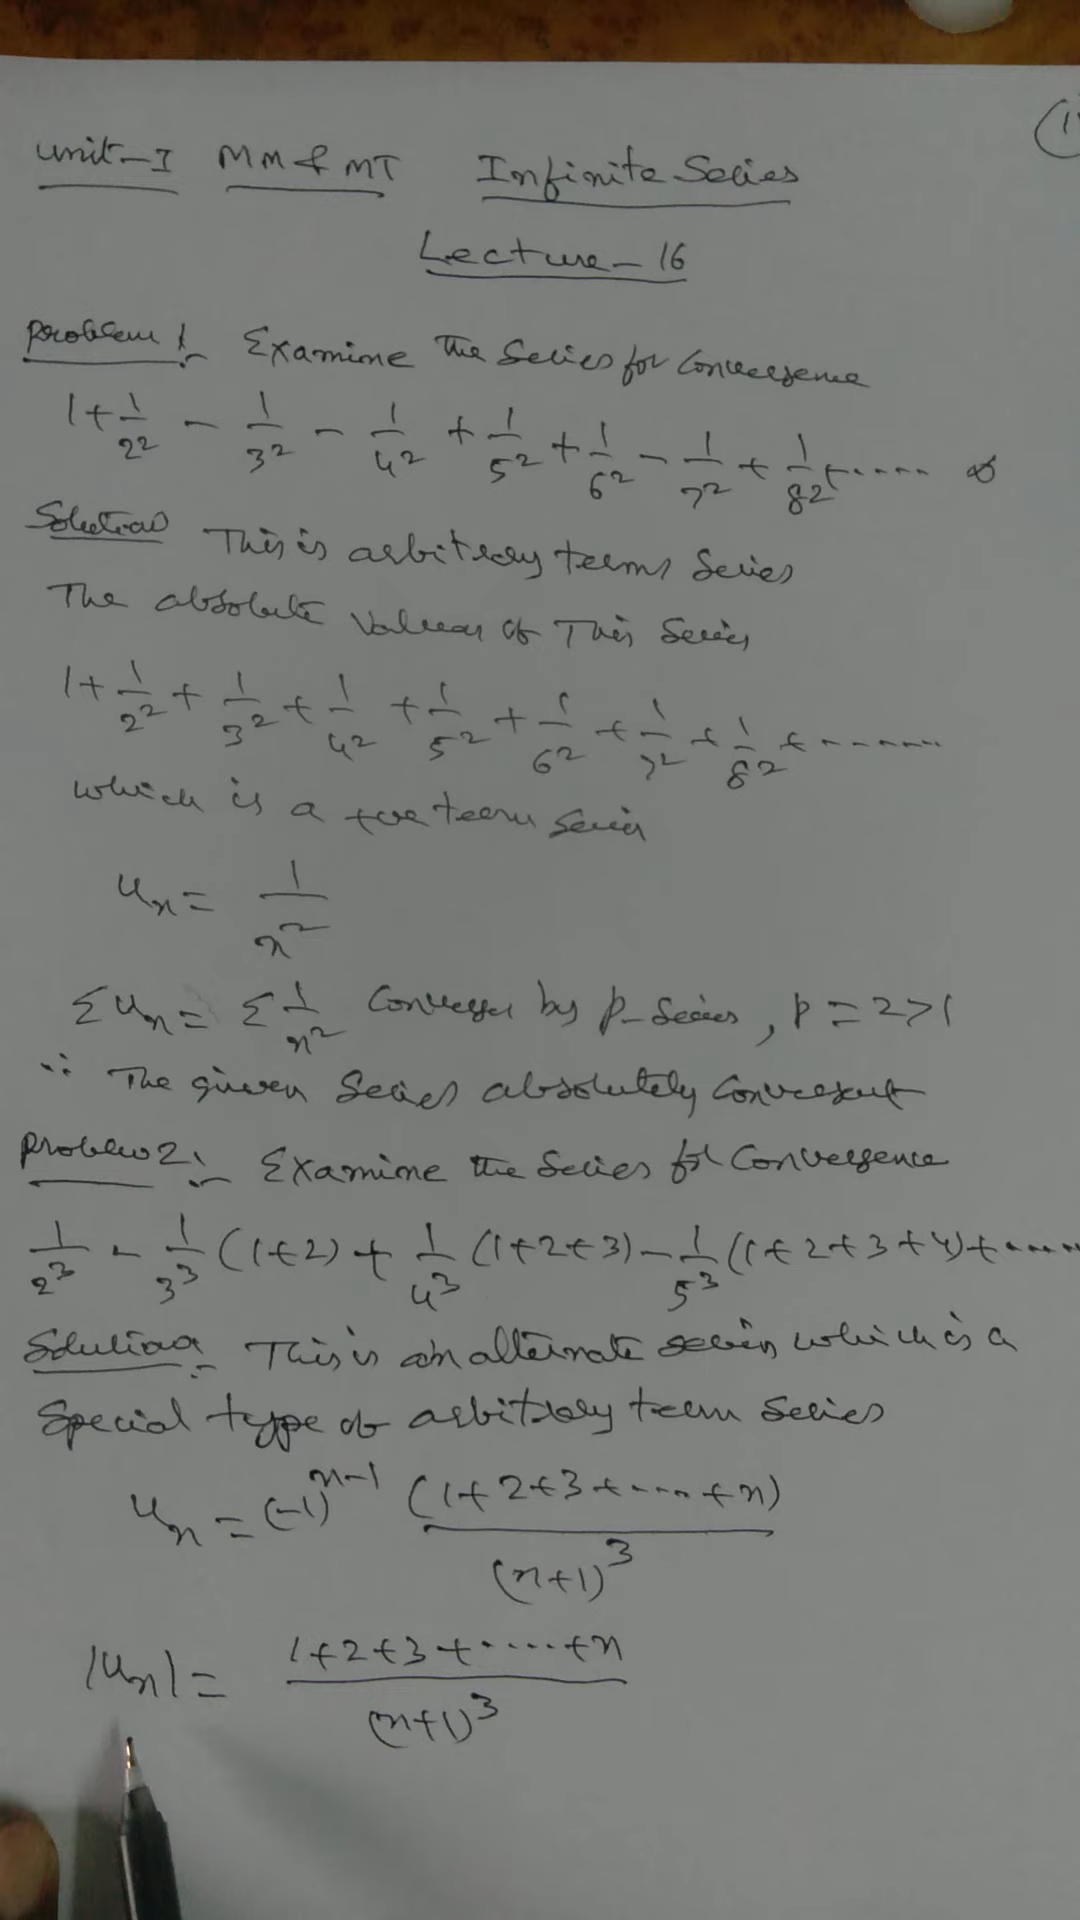 unit-I MM & MT Infinite Series
Lecture-16
Problem 1:- Examine the Series for Convergence
1 + 1/2² - 1/3² - 1/4² + 1/5² + 1/6² - 1/7² + 1/8² + ..... ∞
Solution This is arbitrary terms Series
The absolute Values of This Series
1 + 1/2² + 1/3² + 1/4² + 1/5² + 1/6² + 1/7² + 1/8² + ......
which is a +ve term Series
uₙ = 1/n²
Σuₙ = Σ 1/n² Converges by p-Series, p = 2 > 1
∴ The given Series absolutely Convergent
Problem 2:- Examine the Series for Convergence
1/2³ - 1/3³ (1+2) + 1/4³ (1+2+3) - 1/5³ (1+2+3+4) + .....
Solution:- This is an alternate series which is a
Special type of arbitrary term Series
uₙ = (-1)ⁿ⁻¹ (1+2+3+....+n)/(n+1)³
|uₙ| = 1+2+3+.....+n/(n+1)³